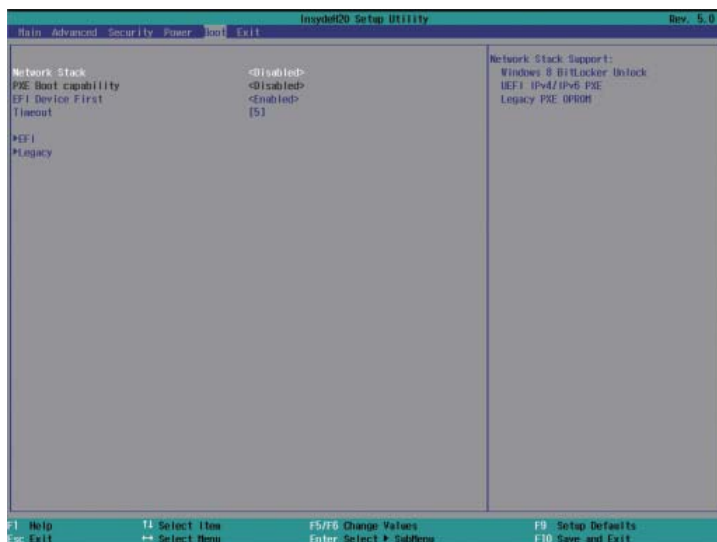 InsydeH20 Setup Utility Rev. 5.0
Main Advanced Security Power Boot Exit
Network Stack <Disabled>
PXE Boot capability <Disabled>
EFI Device First <Enabled>
Timeout [5]
▶EFI
▶Legacy
Network Stack Support:
Windows 8 BitLocker Unlock
UEFI IPv4/IPv6 PXE
Legacy PXE OPROM
F1 Help ↑↓ Select Item F5/F6 Change Values F9 Setup Defaults
Esc Exit ↔ Select Menu Enter Select ▶ SubMenu F10 Save and Exit